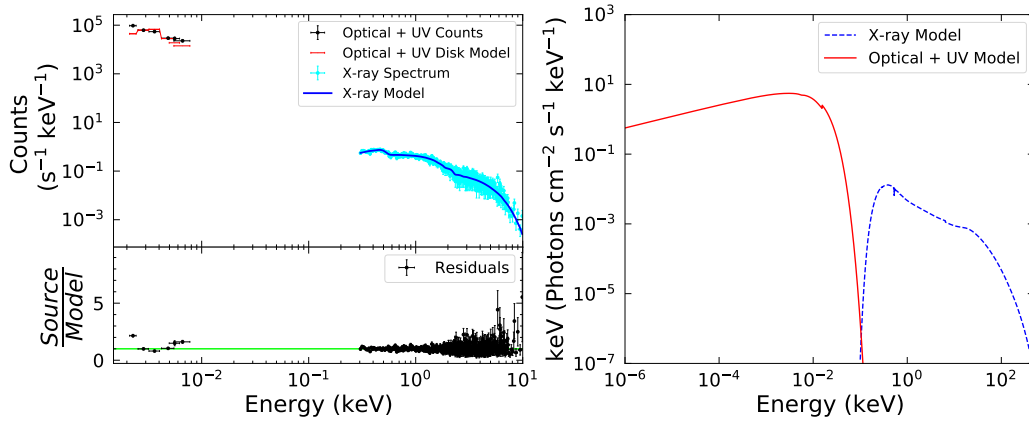 10^5
10^3
10^1
10^-1
10^-3
Counts
(s^-1 keV^-1)
Optical + UV Counts
Optical + UV Disk Model
X-ray Spectrum
X-ray Model
Residuals
Source
Model
5
0
10^-2
10^-1
10^0
10^1
Energy (keV)
10^3
10^1
10^-1
10^-3
10^-5
10^-7
keV (Photons cm^-2 s^-1 keV^-1)
X-ray Model
Optical + UV Model
10^-6
10^-4
10^-2
10^0
10^2
Energy (keV)